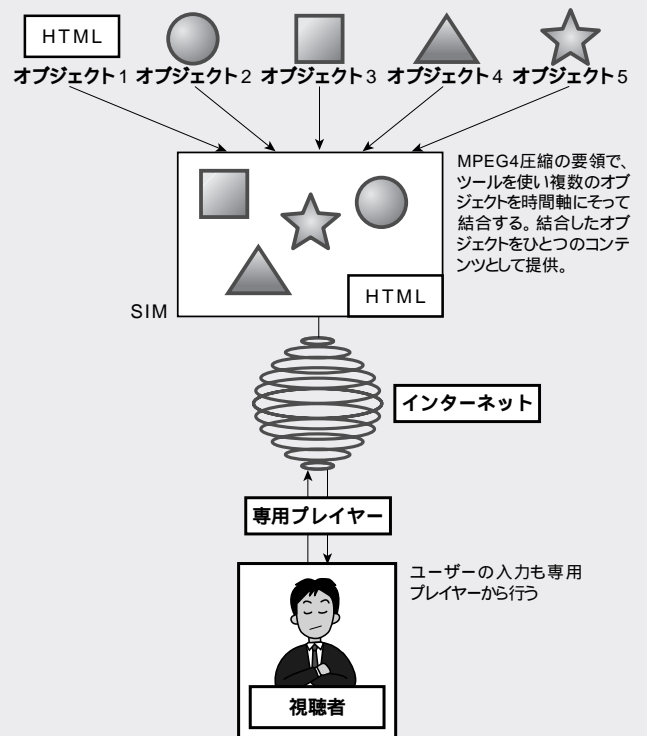 HTML
オブジェクト1 オブジェクト2 オブジェクト3 オブジェクト4 オブジェクト5
MPEG4圧縮の要領で、
ツールを使い複数のオブ
ジェクトを時間軸にそって
結合する。結合したオブ
ジェクトをひとつのコンテ
ンツとして提供。
HTML
SIM
インターネット
専用プレイヤー
ユーザーの入力も専用
プレイヤーから行う
視聴者